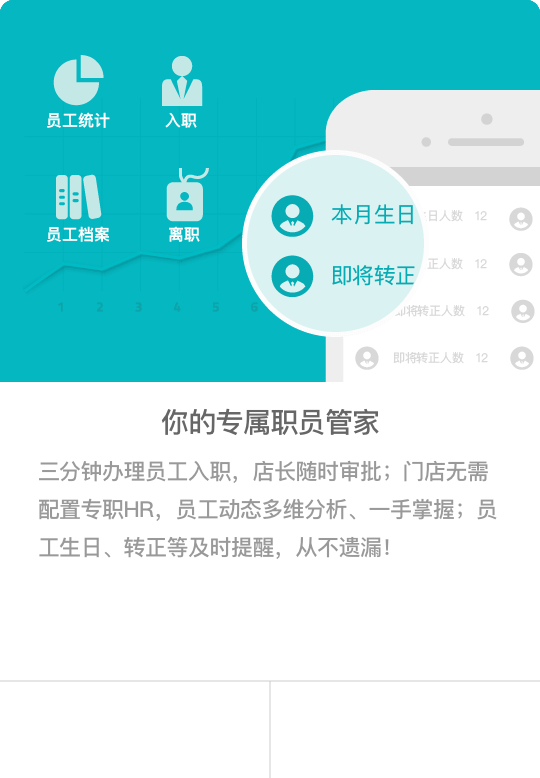 员工统计
入职
员工档案
离职
本月生日
日人数 12
即将转正
正人数 12
即将转正人数 12
即将转正人数 12
1 2 3 4 5 6
你的专属职员管家
三分钟办理员工入职，店长随时审批；门店无需
配置专职HR，员工动态多维分析、一手掌握；员
工生日、转正等及时提醒，从不遗漏！